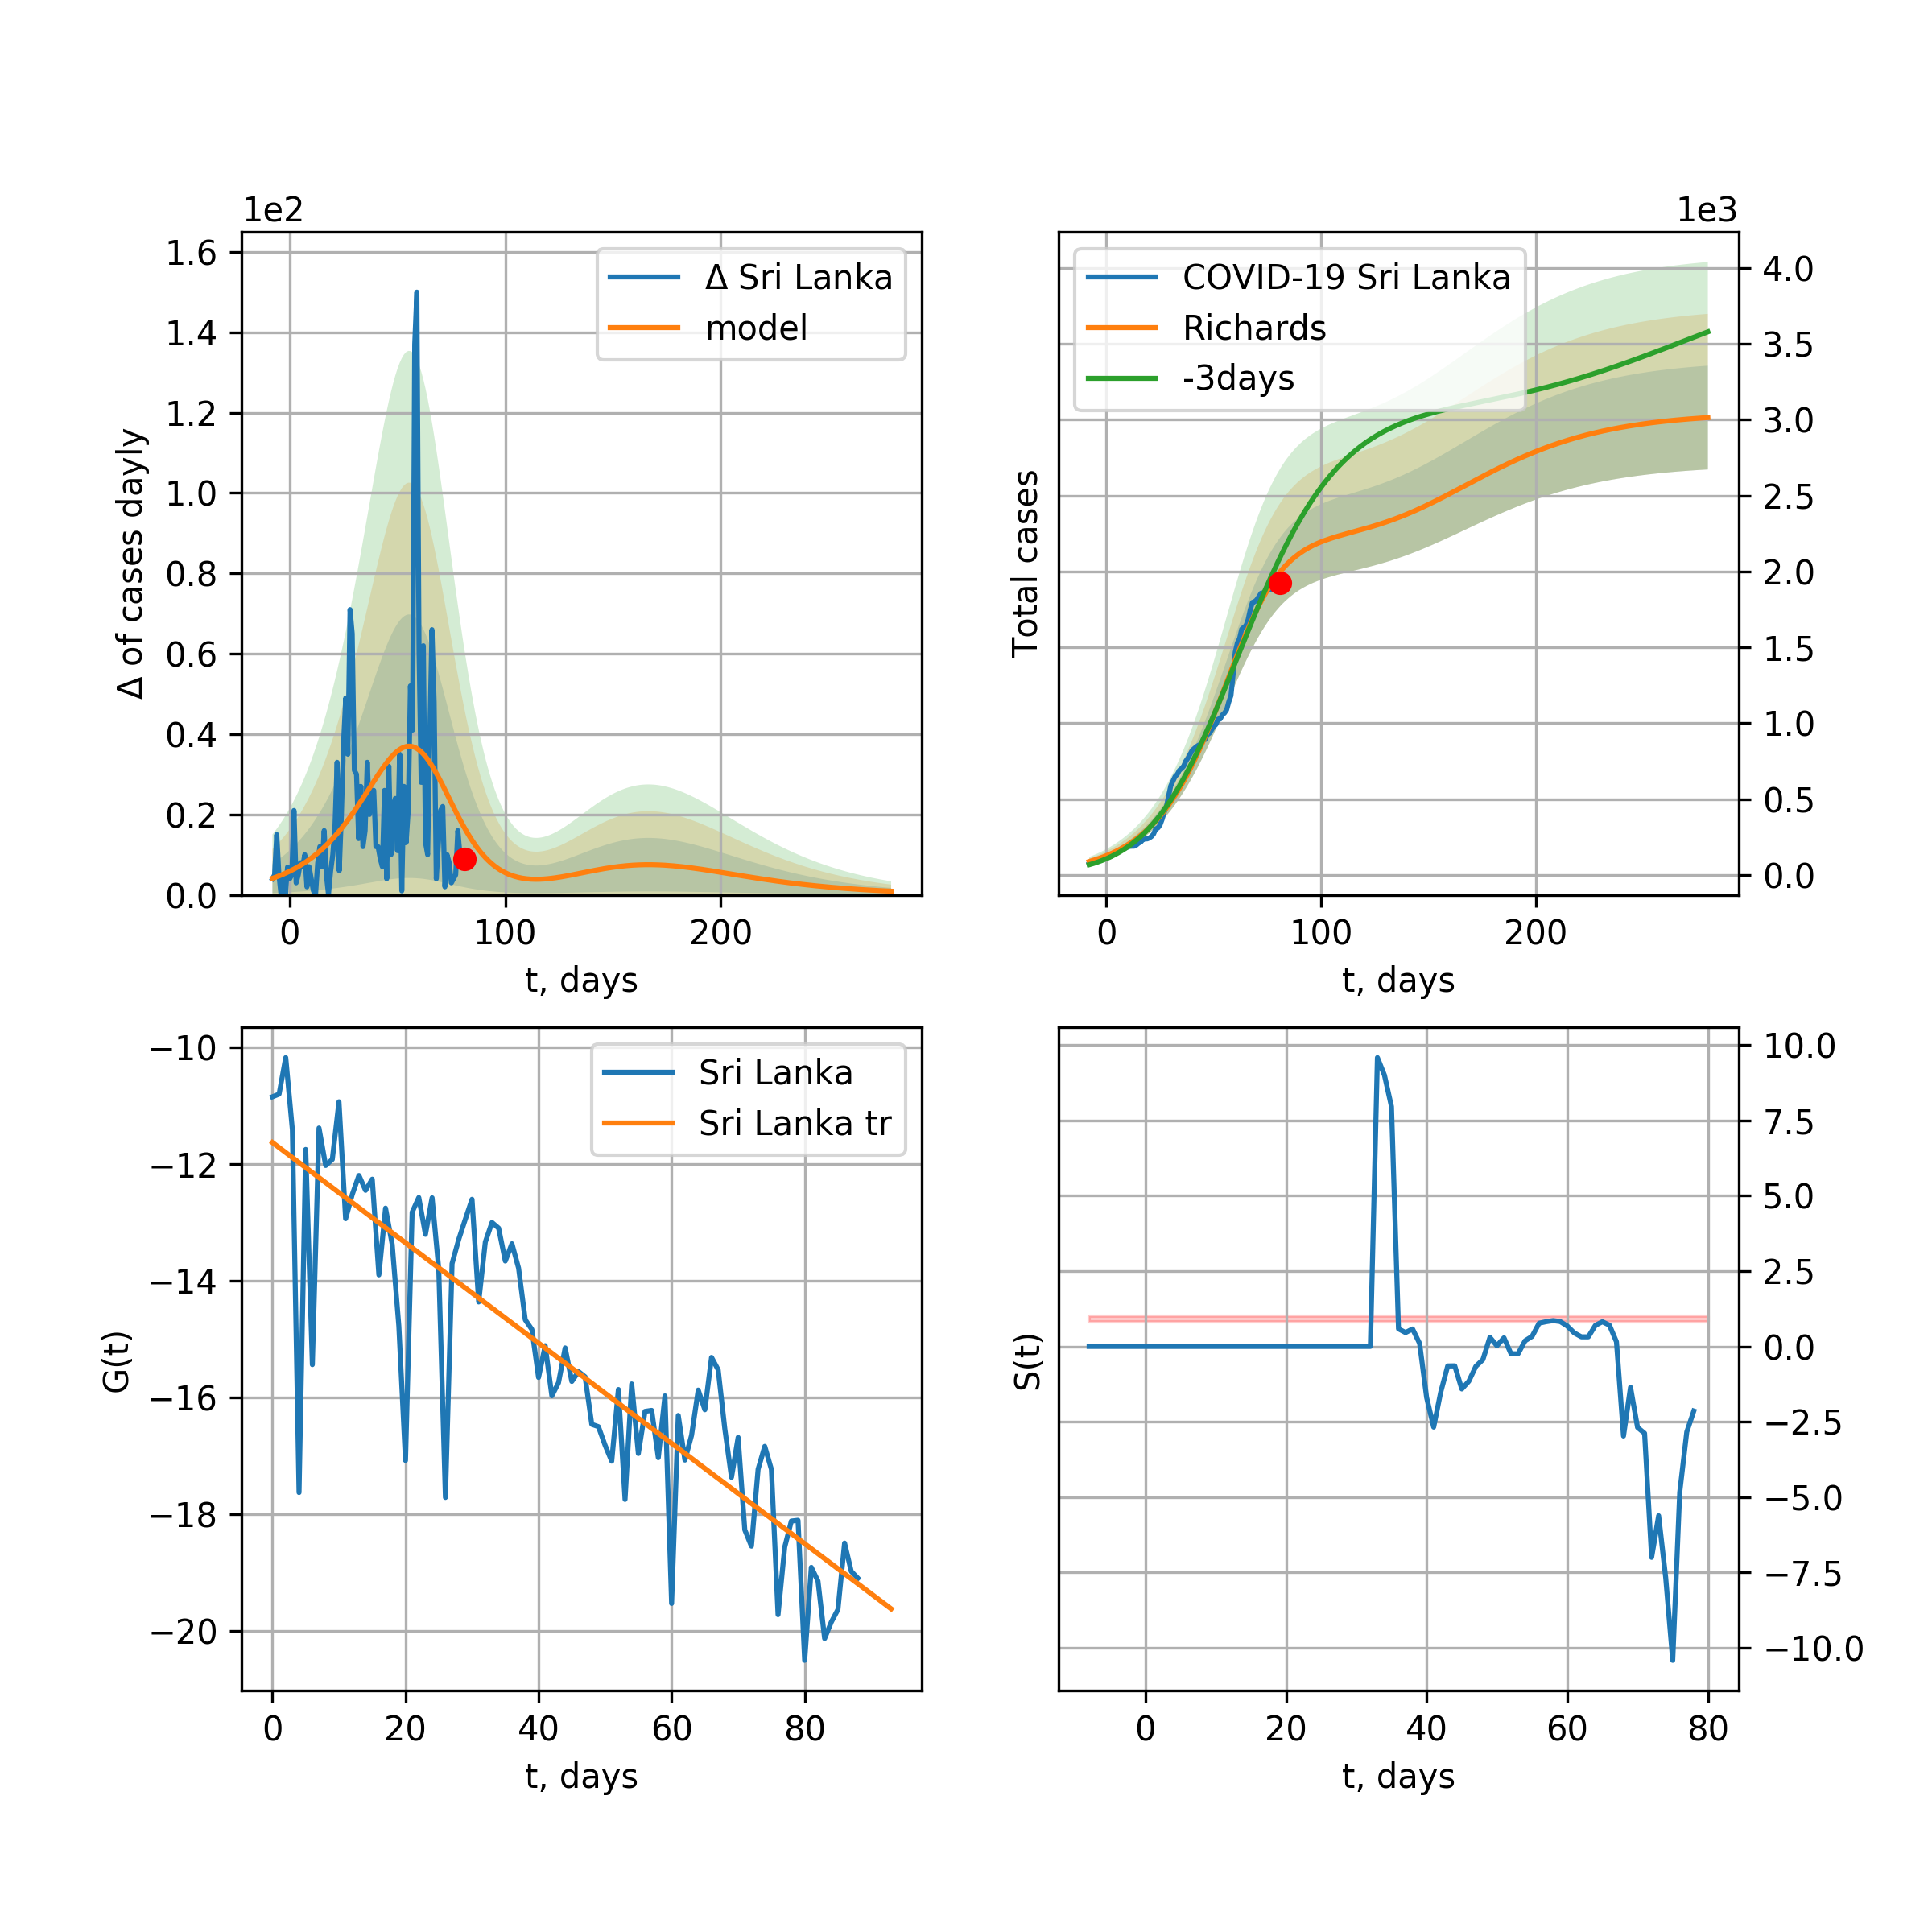 1e2
1.6
1.4
1.2
1.0
0.8
0.6
0.4
0.2
0.0
Δ of cases dayly
Δ Sri Lanka
model
0 100 200
t, days
1e3
4.0
3.5
3.0
2.5
2.0
1.5
1.0
0.5
0.0
Total cases
COVID-19 Sri Lanka
Richards
-3days
0 100 200
t, days
−10
−12
−14
−16
−18
−20
G(t)
Sri Lanka
Sri Lanka tr
0 20 40 60 80
t, days
10.0
7.5
5.0
2.5
0.0
−2.5
−5.0
−7.5
−10.0
S(t)
0 20 40 60 80
t, days